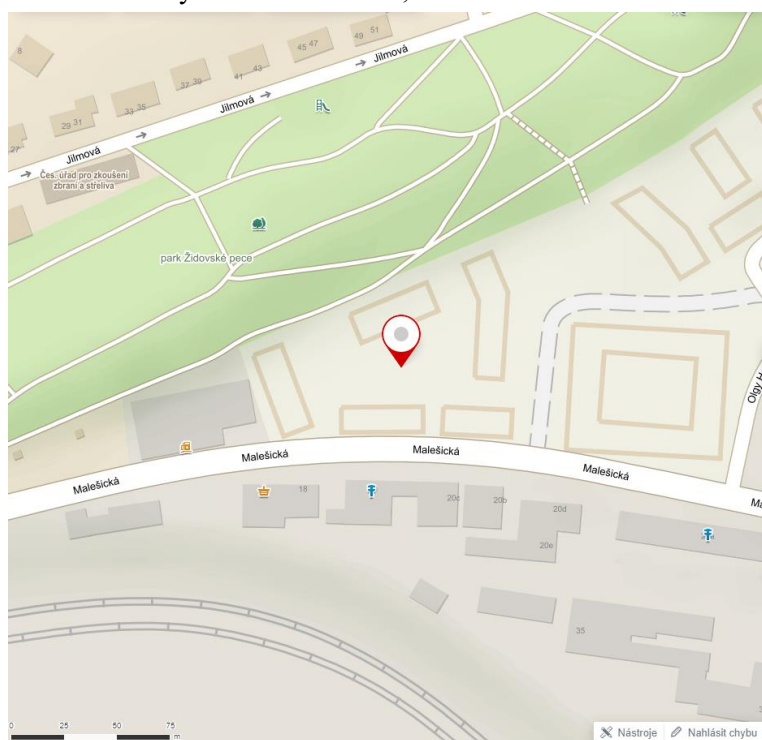 49 51
8
45 47
Jilmová
41 43
37 39
Jilmová
33 35
29 31
27
Jilmová
Čes. úřad pro zkoušení
zbraní a střeliva
park Židovské pece
Olgy H
Malešická
Malešická
Malešická
Malešická
Ma
18
20c
20b
20d
20e
35
0 25 50 75
m
Nástroje
Nahlásit chybu